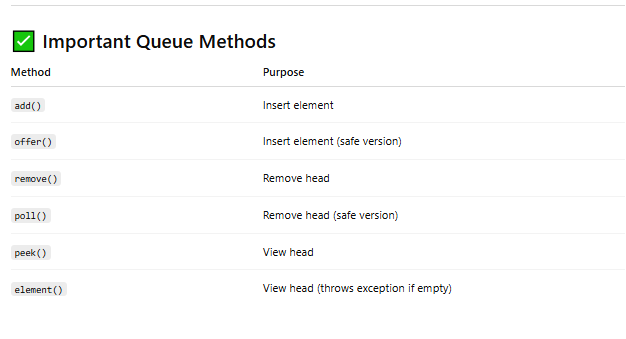 ✅ Important Queue Methods
Method Purpose
add() Insert element
offer() Insert element (safe version)
remove() Remove head
poll() Remove head (safe version)
peek() View head
element() View head (throws exception if empty)